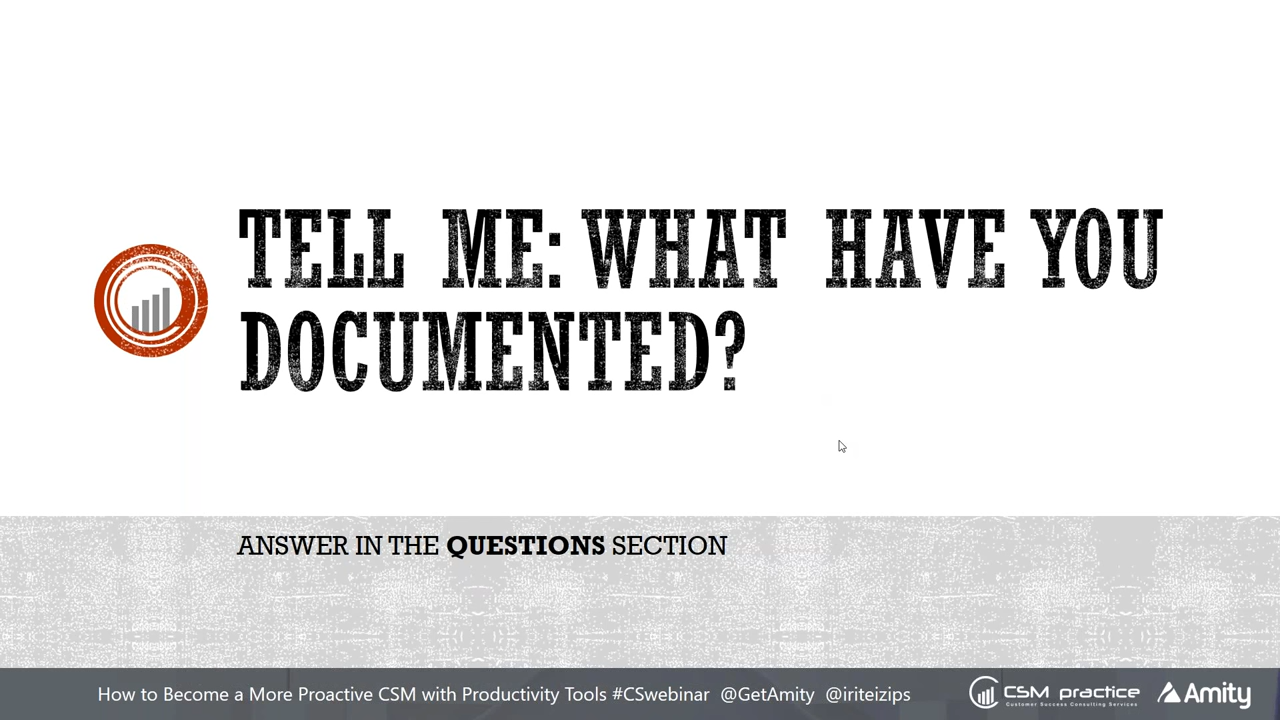 TELL ME: WHAT HAVE YOU
DOCUMENTED?
ANSWER IN THE QUESTIONS SECTION
How to Become a More Proactive CSM with Productivity Tools #CSwebinar @GetAmity @iriteizips
CSM practice
Customer Success Consulting Services
Amity